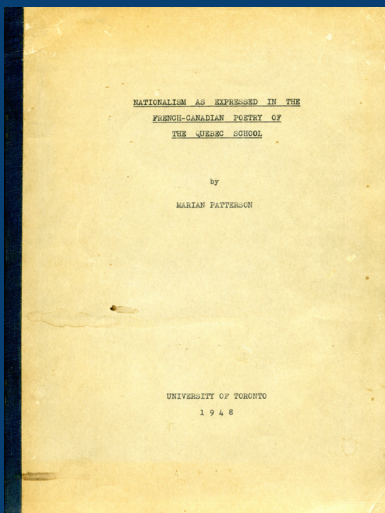 NATIONALISM AS EXPRESSED IN THE
FRENCH-CANADIAN POETRY OF
THE QUEBEC SCHOOL
by
MARIAN PATTERSON
UNIVERSITY OF TORONTO
1 9 4 8